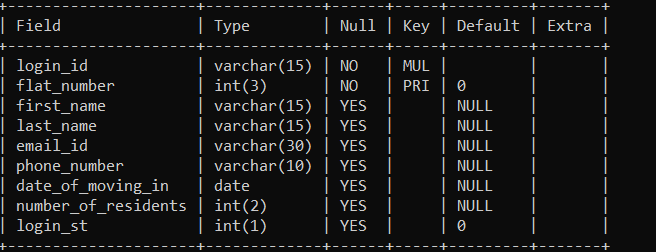 +---------------------+-------------+------+-----+---------+-------+
| Field               | Type        | Null | Key | Default | Extra |
+---------------------+-------------+------+-----+---------+-------+
| login_id            | varchar(15) | NO   | MUL |         |       |
| flat_number         | int(3)      | NO   | PRI | 0       |       |
| first_name          | varchar(15) | YES  |     | NULL    |       |
| last_name           | varchar(15) | YES  |     | NULL    |       |
| email_id            | varchar(30) | YES  |     | NULL    |       |
| phone_number        | varchar(10) | YES  |     | NULL    |       |
| date_of_moving_in   | date        | YES  |     | NULL    |       |
| number_of_residents | int(2)      | YES  |     | NULL    |       |
| login_st            | int(1)      | YES  |     | 0       |       |
+---------------------+-------------+------+-----+---------+-------+